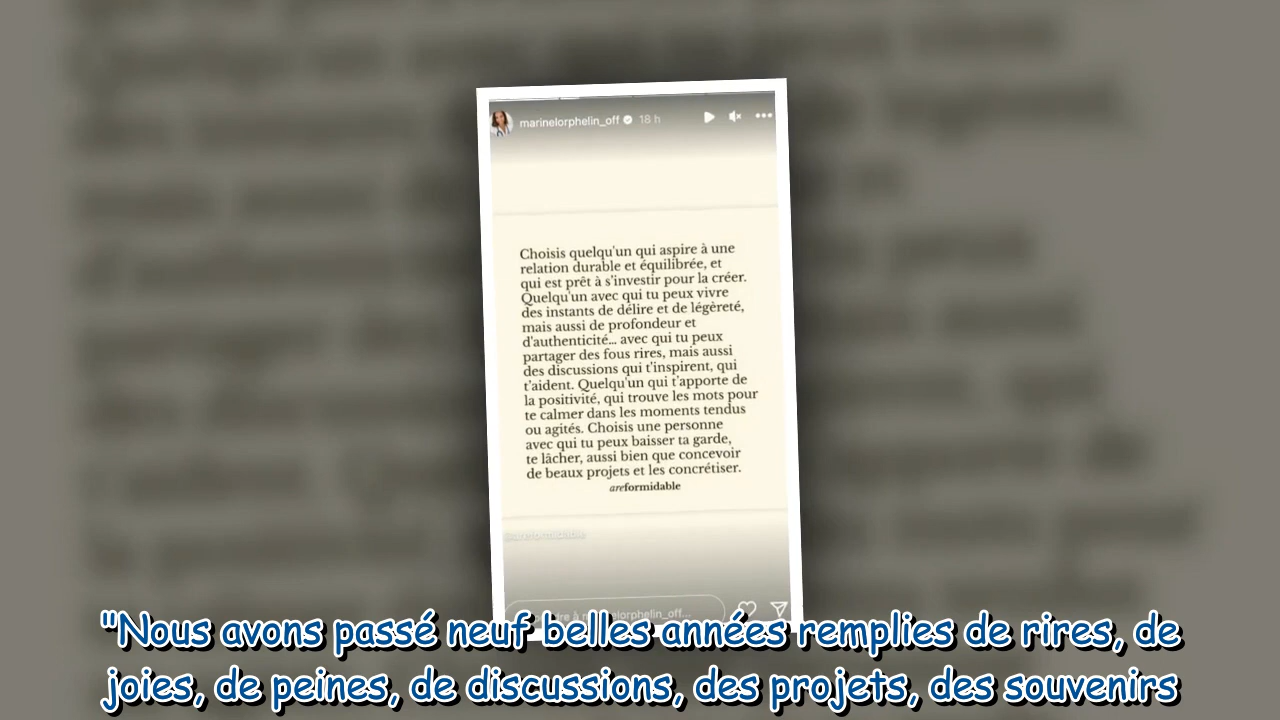 marinelorphelin_off 18 h
Choisis quelqu'un qui aspire à une
relation durable et équilibrée, et
qui est prêt à s'investir pour la créer.
Quelqu'un avec qui tu peux vivre
des instants de délire et de légèreté,
mais aussi de profondeur et
d'authenticité... avec qui tu peux
partager des fous rires, mais aussi
des discussions qui t'inspirent, qui
t'aident. Quelqu'un qui t'apporte de
la positivité, qui trouve les mots pour
te calmer dans les moments tendus
ou agités. Choisis une personne
avec qui tu peux baisser ta garde,
te lâcher, aussi bien que concevoir
de beaux projets et les concrétiser.
areformidable
@areformidable
"Nous avons passé neuf belles années remplies de rires, de
joies, de peines, de discussions, des projets, des souvenirs